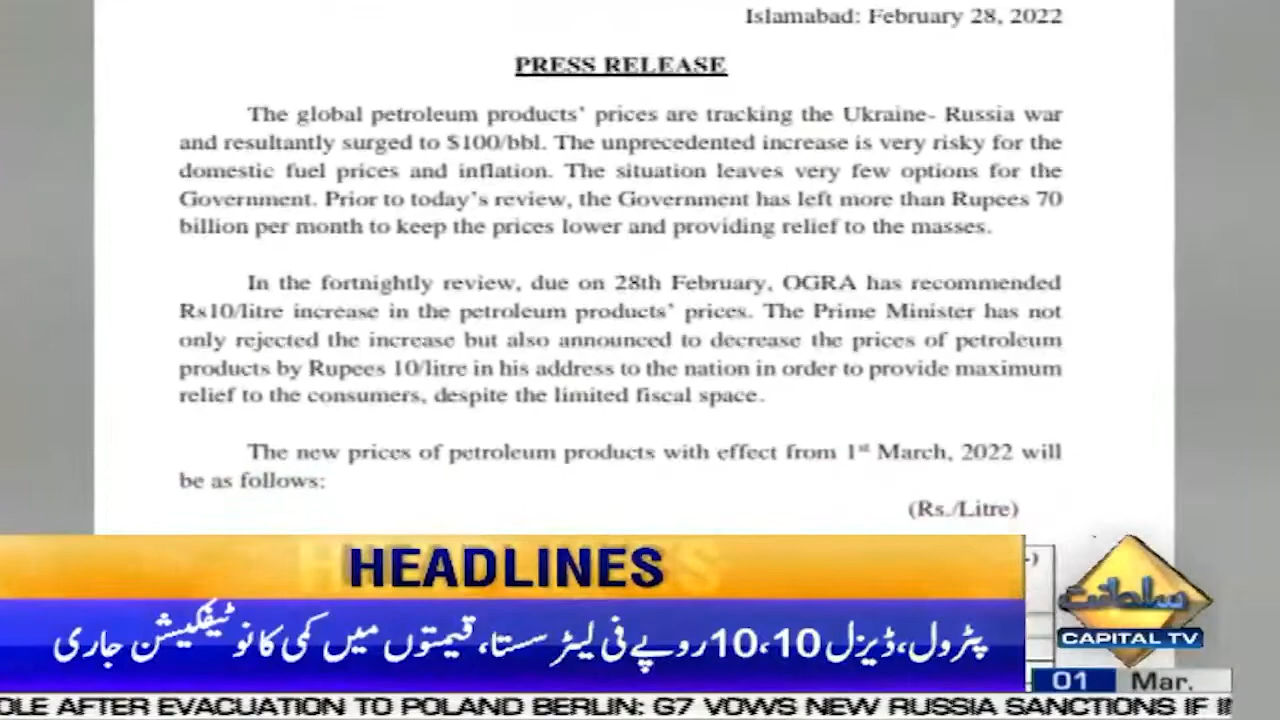 Islamabad: February 28, 2022
PRESS RELEASE
The global petroleum products' prices are tracking the Ukraine- Russia war
and resultantly surged to $100/bbl. The unprecedented increase is very risky for the
domestic fuel prices and inflation. The situation leaves very few options for the
Government. Prior to today's review, the Government has left more than Rupees 70
billion per month to keep the prices lower and providing relief to the masses.
In the fortnightly review, due on 28th February, OGRA has recommended
Rs10/litre increase in the petroleum products' prices. The Prime Minister has not
only rejected the increase but also announced to decrease the prices of petroleum
products by Rupees 10/litre in his address to the nation in order to provide maximum
relief to the consumers, despite the limited fiscal space.
The new prices of petroleum products with effect from 1st March, 2022 will
be as follows:
(Rs./Litre)
HEADLINES
پٹرول، ڈیزل 10،10 روپے فی لیٹر سستا، قیمتوں میں کمی کا نوٹیفکیشن جاری
CAPITAL TV
01 Mar.
AFTER EVACUATION TO POLAND BERLIN: G7 VOWS NEW RUSSIA SANCTIONS IF